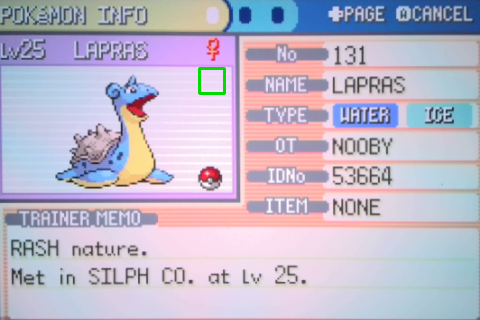 POKéMON INFO
PAGE CANCEL
Lv25 LAPRAS ♀
No 131
NAME LAPRAS
TYPE WATER ICE
OT NOOBY
IDNo 53664
ITEM NONE
TRAINER MEMO
RASH nature.
Met in SILPH CO. at Lv 25.